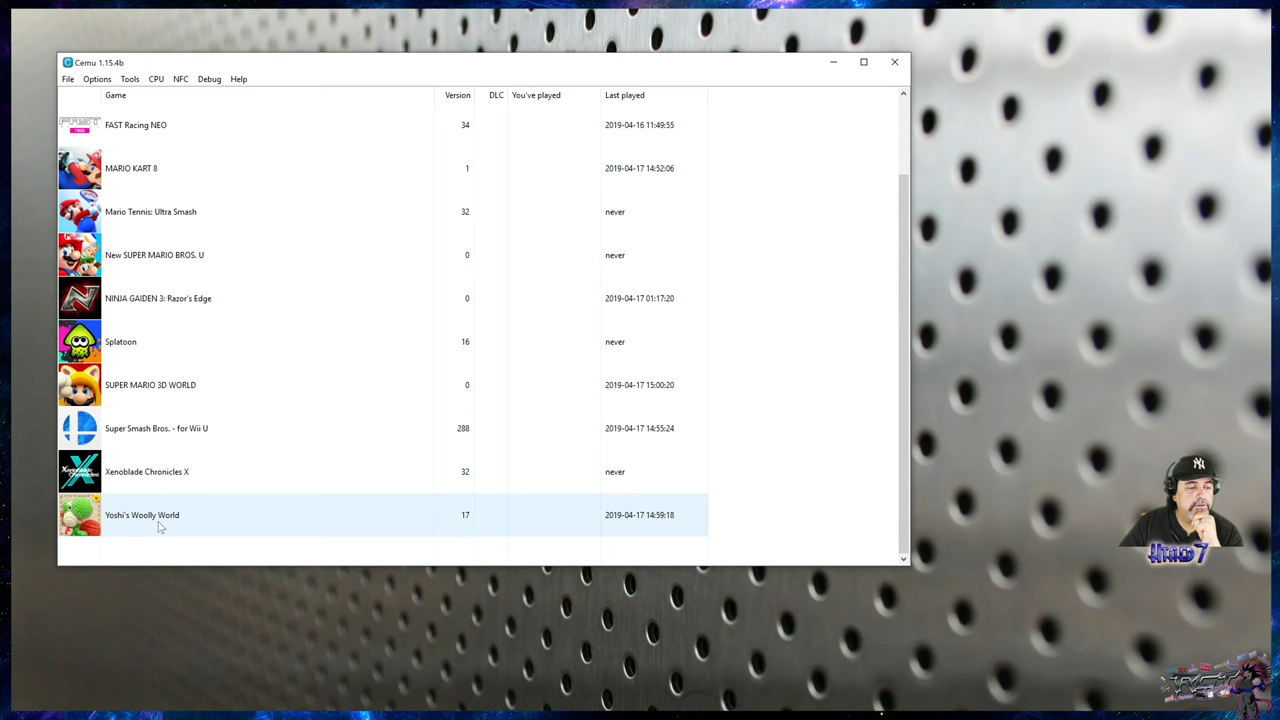 Cemu 1.15.4b
File Options Tools CPU NFC Debug Help
Game Version DLC You've played Last played
FAST Racing NEO 34 2019-04-16 11:49:55
MARIO KART 8 1 2019-04-17 14:52:06
Mario Tennis: Ultra Smash 32 never
New SUPER MARIO BROS. U 0 never
NINJA GAIDEN 3: Razor's Edge 0 2019-04-17 01:17:20
Splatoon 16 never
SUPER MARIO 3D WORLD 0 2019-04-17 15:00:20
Super Smash Bros. - for Wii U 288 2019-04-17 14:55:24
Xenoblade Chronicles X 32 never
Yoshi's Woolly World 17 2019-04-17 14:59:18